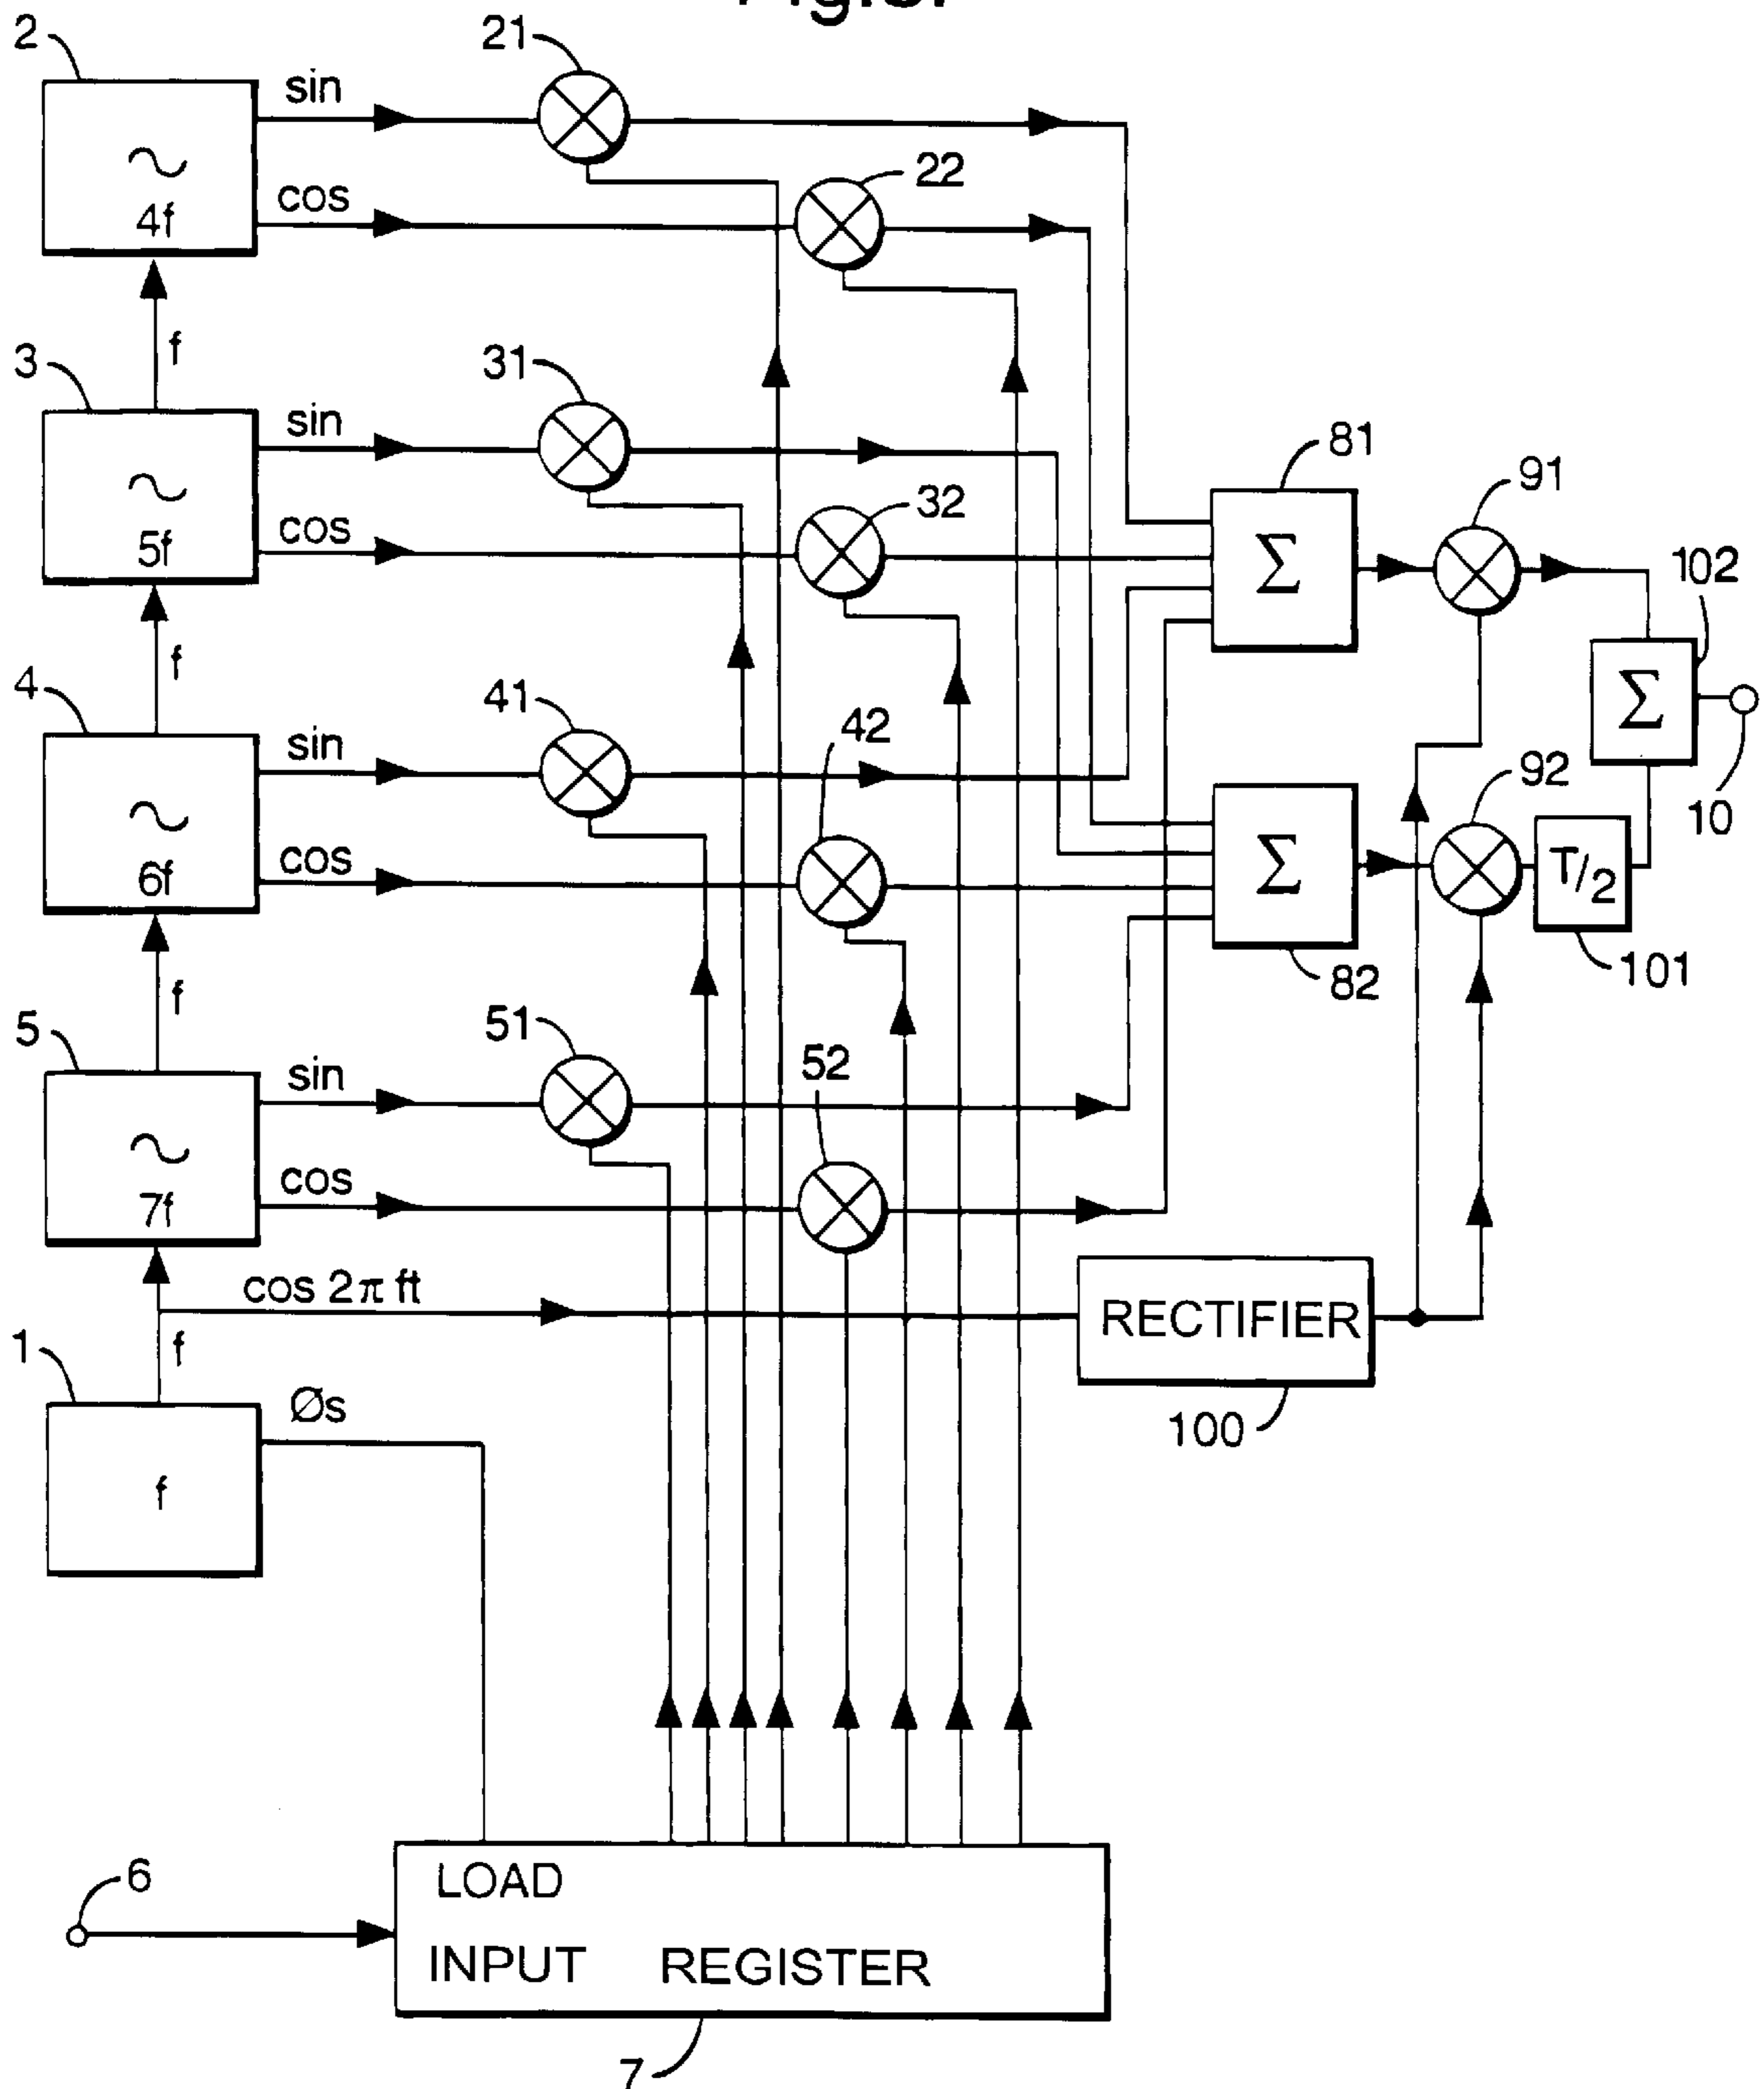 2
21
sin
22
cos
4f
f
3
31
sin
81
91
32
cos
5f
Σ
102
f
4
41
sin
Σ
42
92
10
cos
6f
Σ
T/2
101
82
f
5
51
sin
52
cos
7f
cos 2π ft
RECTIFIER
1
f
Øs
100
f
6
LOAD
INPUT REGISTER
7